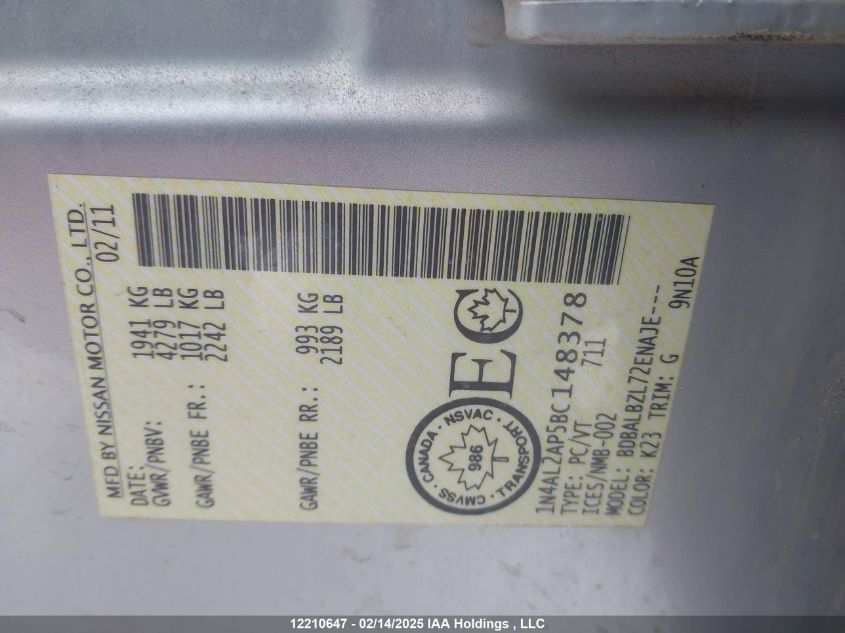 MFD BY NISSAN MOTOR CO., LTD.
DATE: 02/11
GVWR/PNBV: 1941 KG
4279 LB
GAWR/PNBE FR.: 1017 KG
2242 LB
GAWR/PNBE RR.: 993 KG
2189 LB
CANADA · NSVAC · TRANSPORT · CMVSS
986
EC
1N4AL2AP5BC148378
TYPE: PC/VT 711
ICES/NMB-002
MODEL: BDBALBZL72ENAJE---
COLOR: K23 TRIM: G 9N10A
12210647 - 02/14/2025 IAA Holdings , LLC